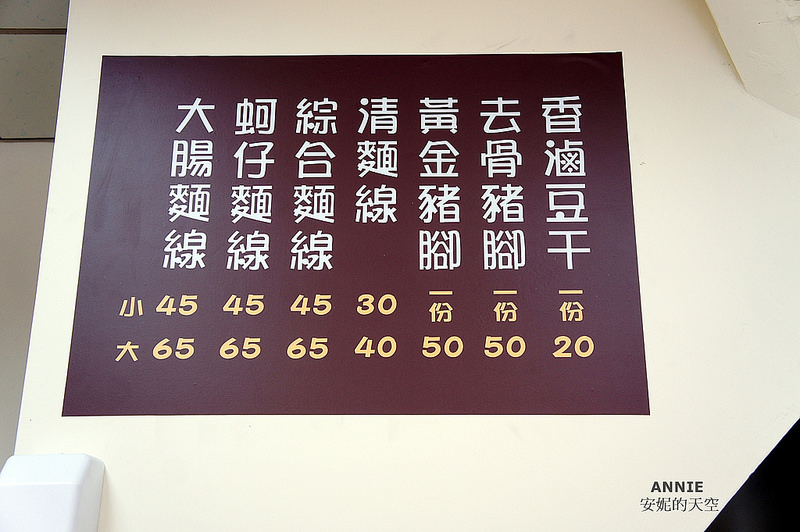 香滷豆干
去骨豬腳
黃金豬腳
清麵線
綜合麵線
蚵仔麵線
大腸麵線
小 45 45 45 30 一份 一份 一份
大 65 65 65 40 50 50 20
ANNIE
安妮的天空